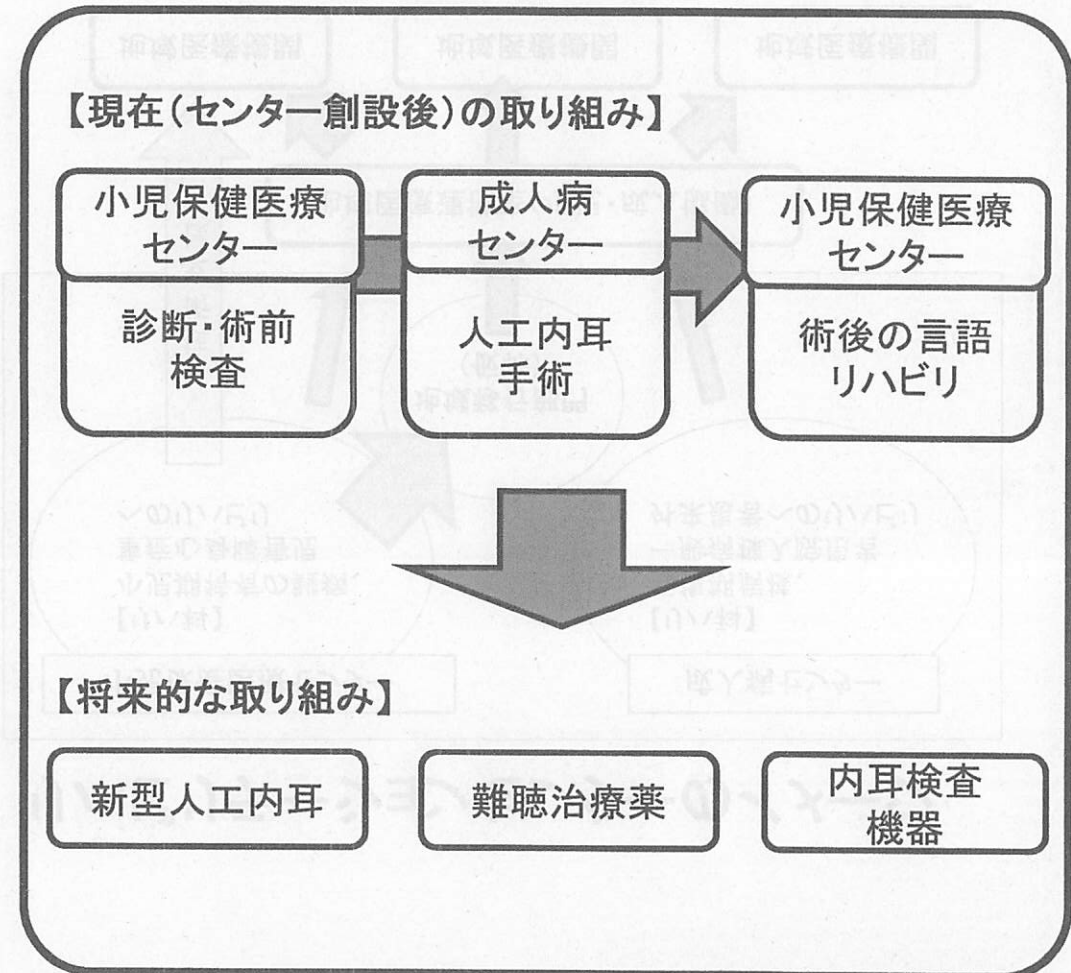 【現在(センター創設後)の取り組み】
小児保健医療
センター
診断・術前
検査
成人病
センター
人工内耳
手術
小児保健医療
センター
術後の言語
リハビリ
【将来的な取り組み】
新型人工内耳
難聴治療薬
内耳検査
機器